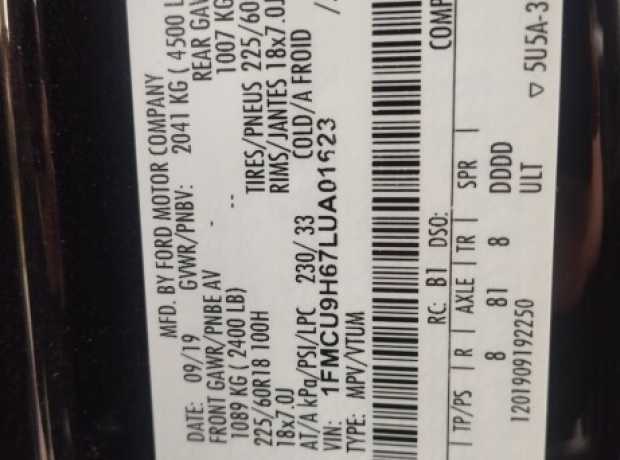 MFD. BY FORD MOTOR COMPANY
DATE: 09/19 GVWR/PNBV: 2041 KG ( 4500 L
FRONT GAWR/PNBE AV - REAR GAW
1089 KG ( 2400 LB) -- 1007 KG
225/60R18 100H TIRES/PNEUS 225/60
18x7.0J RIMS/JANTES 18x7.0J
AT/A kPa/PSI/LPC 230/ 33 COLD/A FROID
VIN: 1FMCU9H67LUA01623
TYPE: MPV/VTUM
RC: B1 DSO: COMP
TP/PS | R | AXLE | TR | SPR
8 81 8 DDDD
1201909192250 ULT ▽ 5U5A-3